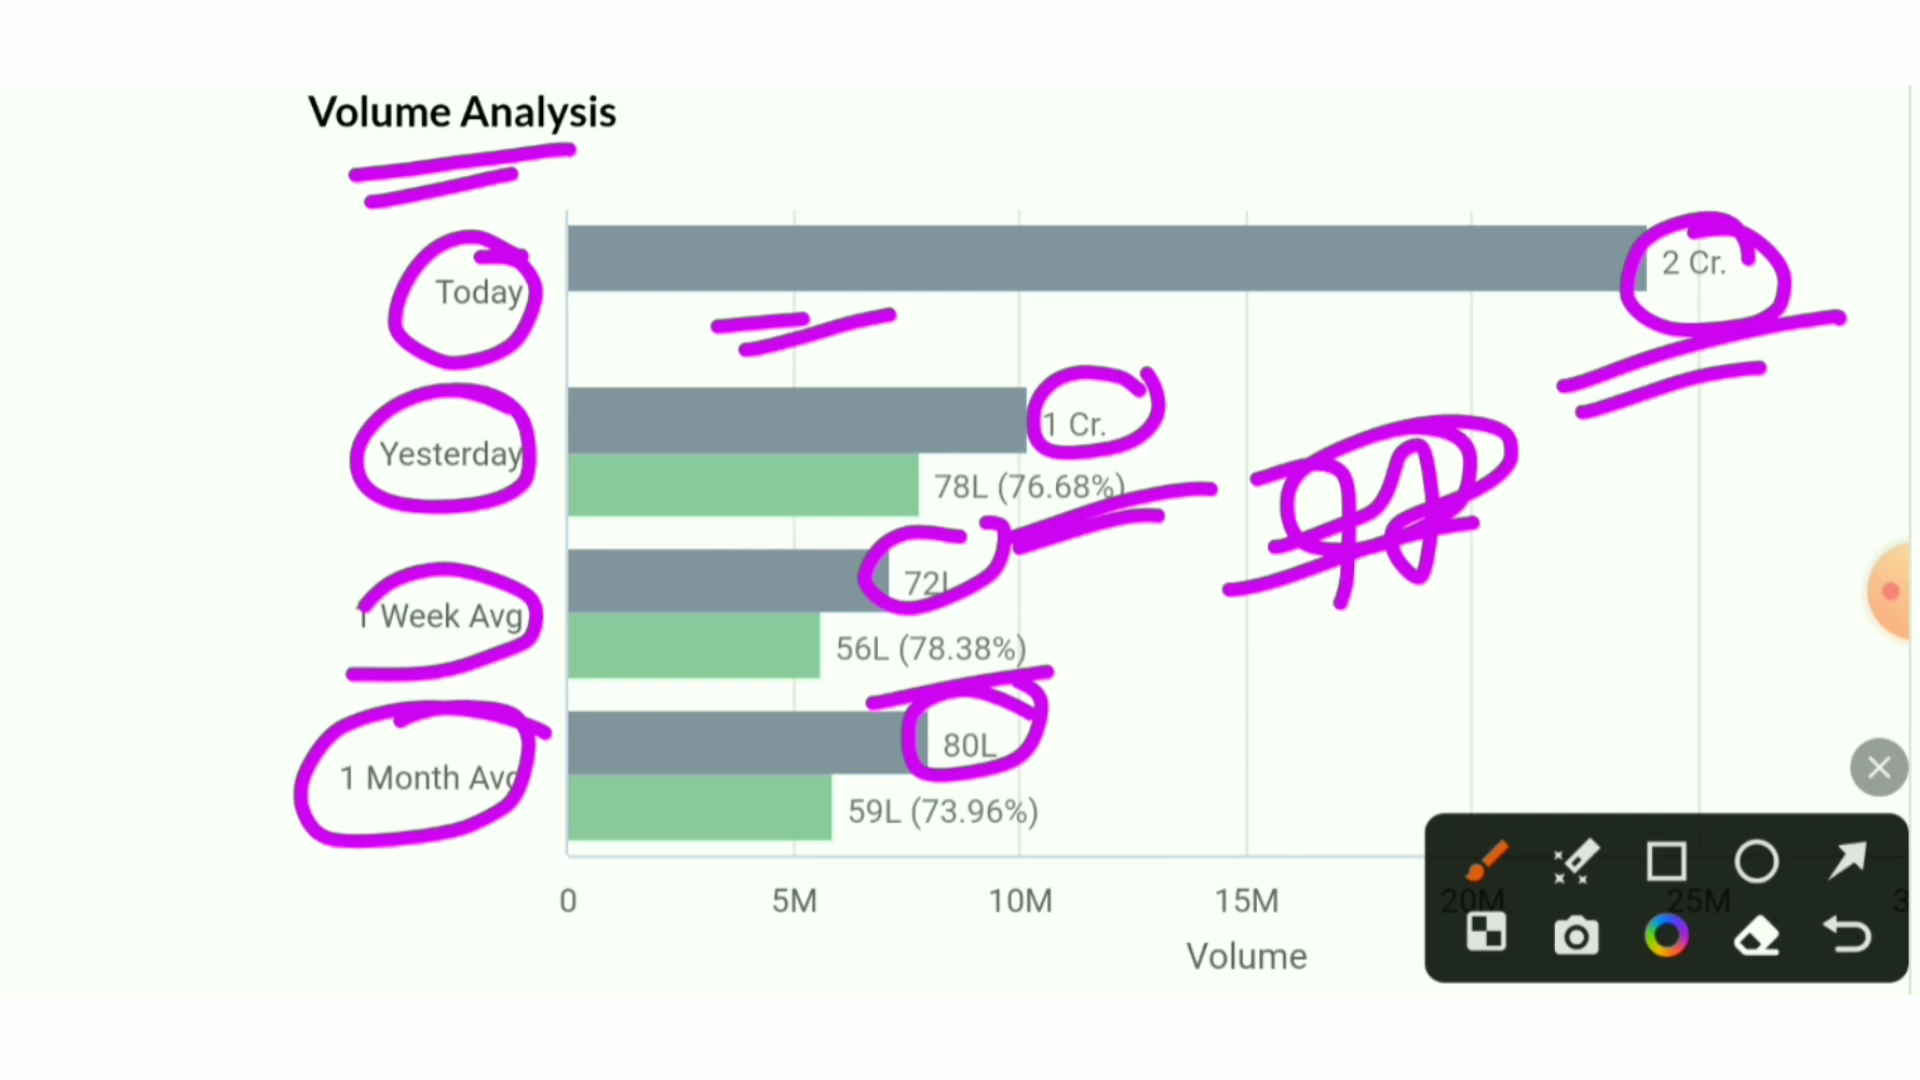 Volume Analysis
Today
2 Cr.
Yesterday
1 Cr.
78L (76.68%)
1 Week Avg
72L
56L (78.38%)
1 Month Avg
80L
59L (73.96%)
0 5M 10M 15M 20M 25M 3
Volume